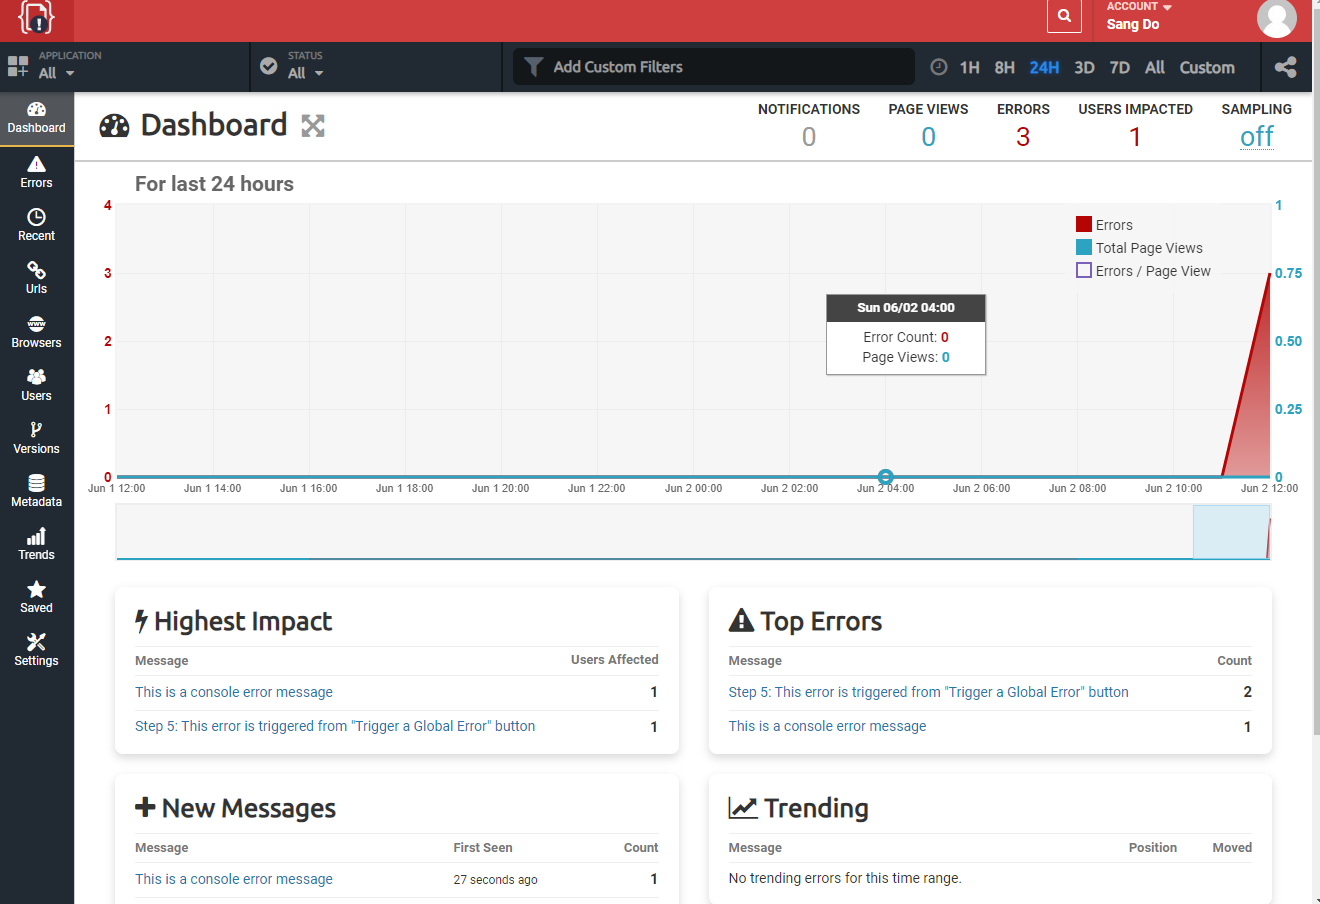 ACCOUNT
Sang Do
APPLICATION
All
STATUS
All
Add Custom Filters
1H 8H 24H 3D 7D All Custom
Dashboard
Errors
Recent
Urls
www
Browsers
Users
Versions
Metadata
Trends
Saved
Settings
Dashboard
NOTIFICATIONS
0
PAGE VIEWS
0
ERRORS
3
USERS IMPACTED
1
SAMPLING
off
For last 24 hours
4
3
2
1
0
1
0.75
0.50
0.25
0
Errors
Total Page Views
Errors / Page View
Sun 06/02 04:00
Error Count: 0
Page Views: 0
Jun 1 12:00 Jun 1 14:00 Jun 1 16:00 Jun 1 18:00 Jun 1 20:00 Jun 1 22:00 Jun 2 00:00 Jun 2 02:00 Jun 2 04:00 Jun 2 06:00 Jun 2 08:00 Jun 2 10:00 Jun 2 12:00
Highest Impact
Message Users Affected
This is a console error message 1
Step 5: This error is triggered from "Trigger a Global Error" button 1
Top Errors
Message Count
Step 5: This error is triggered from "Trigger a Global Error" button 2
This is a console error message 1
New Messages
Message First Seen Count
This is a console error message 27 seconds ago 1
Trending
Message Position Moved
No trending errors for this time range.